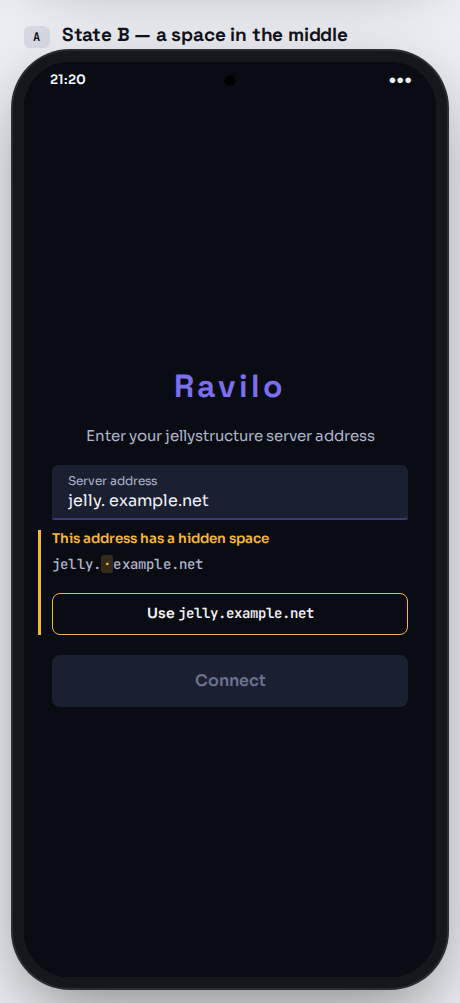 A State B — a space in the middle
21:20
Ravilo
Enter your jellystructure server address
Server address
jelly. example.net
This address has a hidden space
jelly.·example.net
Use jelly.example.net
Connect